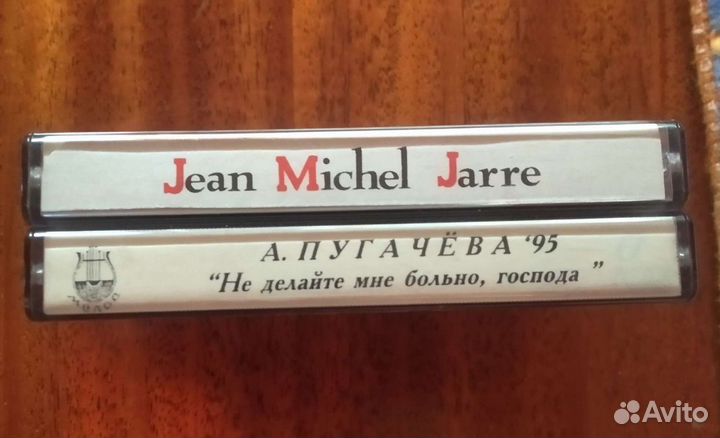 Jean Michel Jarre
А. ПУГАЧЁВА '95
"Не делайте мне больно, господа"
Avito